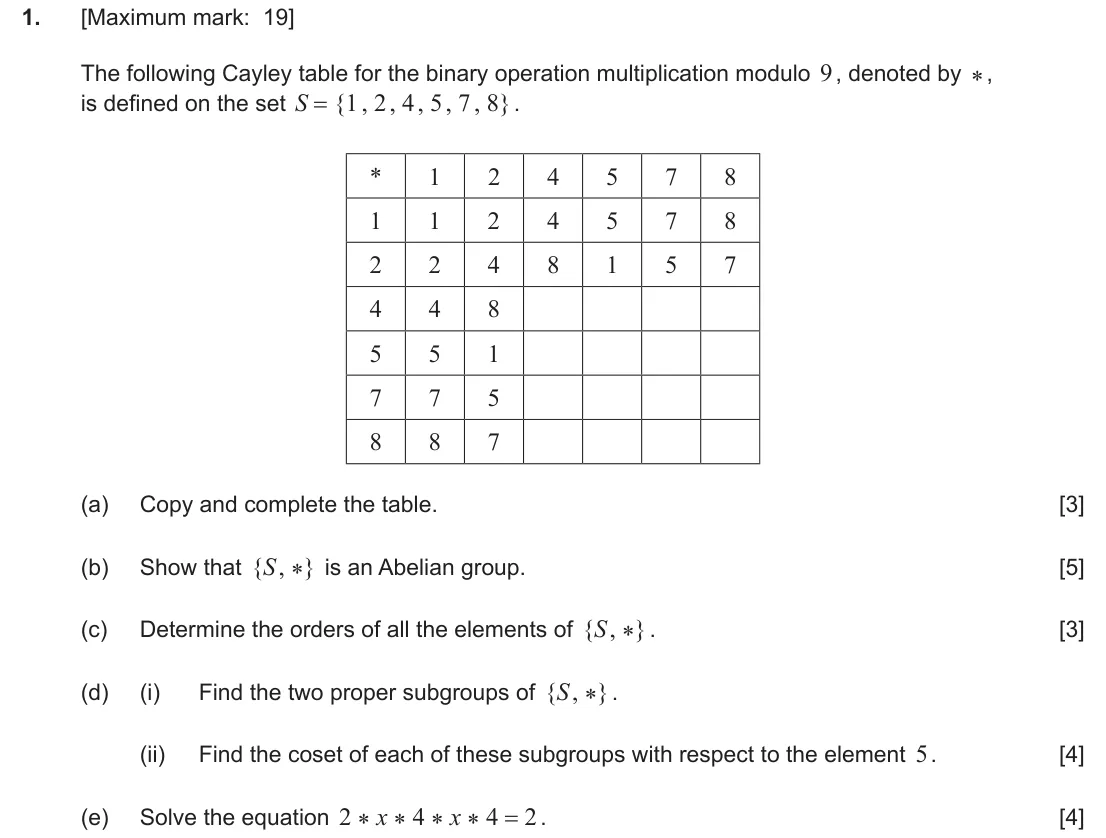 1. [Maximum mark: 19]
The following Cayley table for the binary operation multiplication modulo 9, denoted by *,
is defined on the set S = {1, 2, 4, 5, 7, 8}.
* 1 2 4 5 7 8
1 1 2 4 5 7 8
2 2 4 8 1 5 7
4 4 8
5 5 1
7 7 5
8 8 7
(a) Copy and complete the table. [3]
(b) Show that {S, *} is an Abelian group. [5]
(c) Determine the orders of all the elements of {S, *}. [3]
(d) (i) Find the two proper subgroups of {S, *}.
(ii) Find the coset of each of these subgroups with respect to the element 5. [4]
(e) Solve the equation 2 * x * 4 * x * 4 = 2. [4]